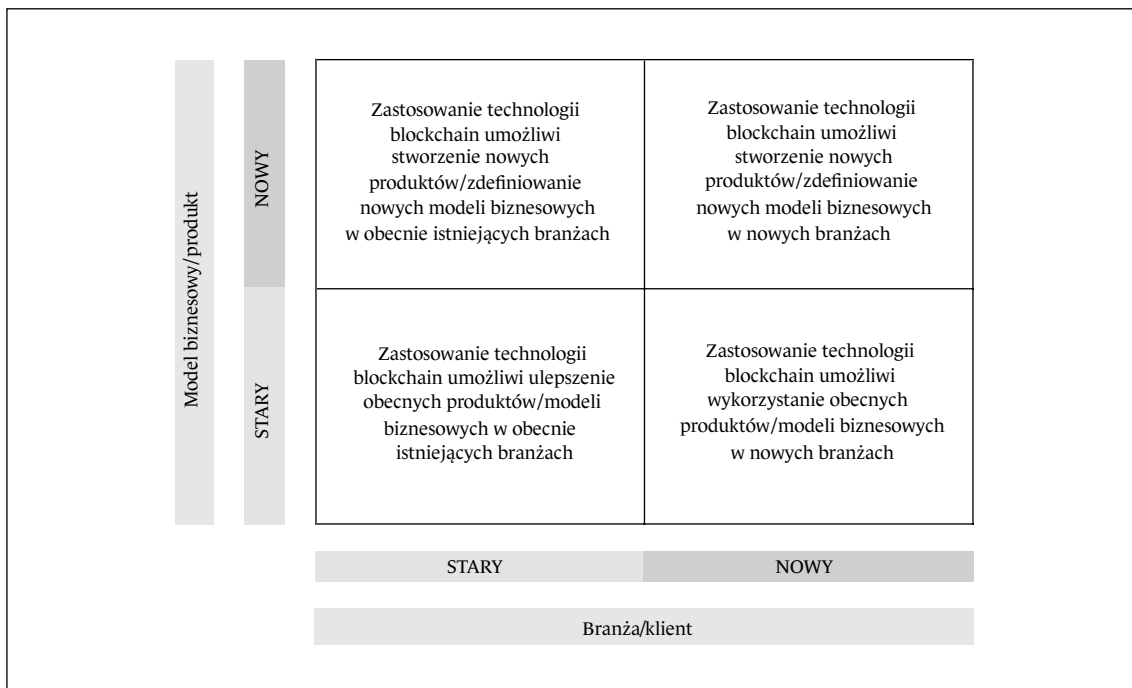 Model biznesowy/produkt
NOWY
STARY
Zastosowanie technologii
blockchain umożliwi
stworzenie nowych
produktów/zdefiniowanie
nowych modeli biznesowych
w obecnie istniejących branżach
Zastosowanie technologii
blockchain umożliwi
stworzenie nowych
produktów/zdefiniowanie
nowych modeli biznesowych
w nowych branżach
Zastosowanie technologii
blockchain umożliwi ulepszenie
obecnych produktów/modeli
biznesowych w obecnie
istniejących branżach
Zastosowanie technologii
blockchain umożliwi
wykorzystanie obecnych
produktów/modeli biznesowych
w nowych branżach
STARY
NOWY
Branża/klient